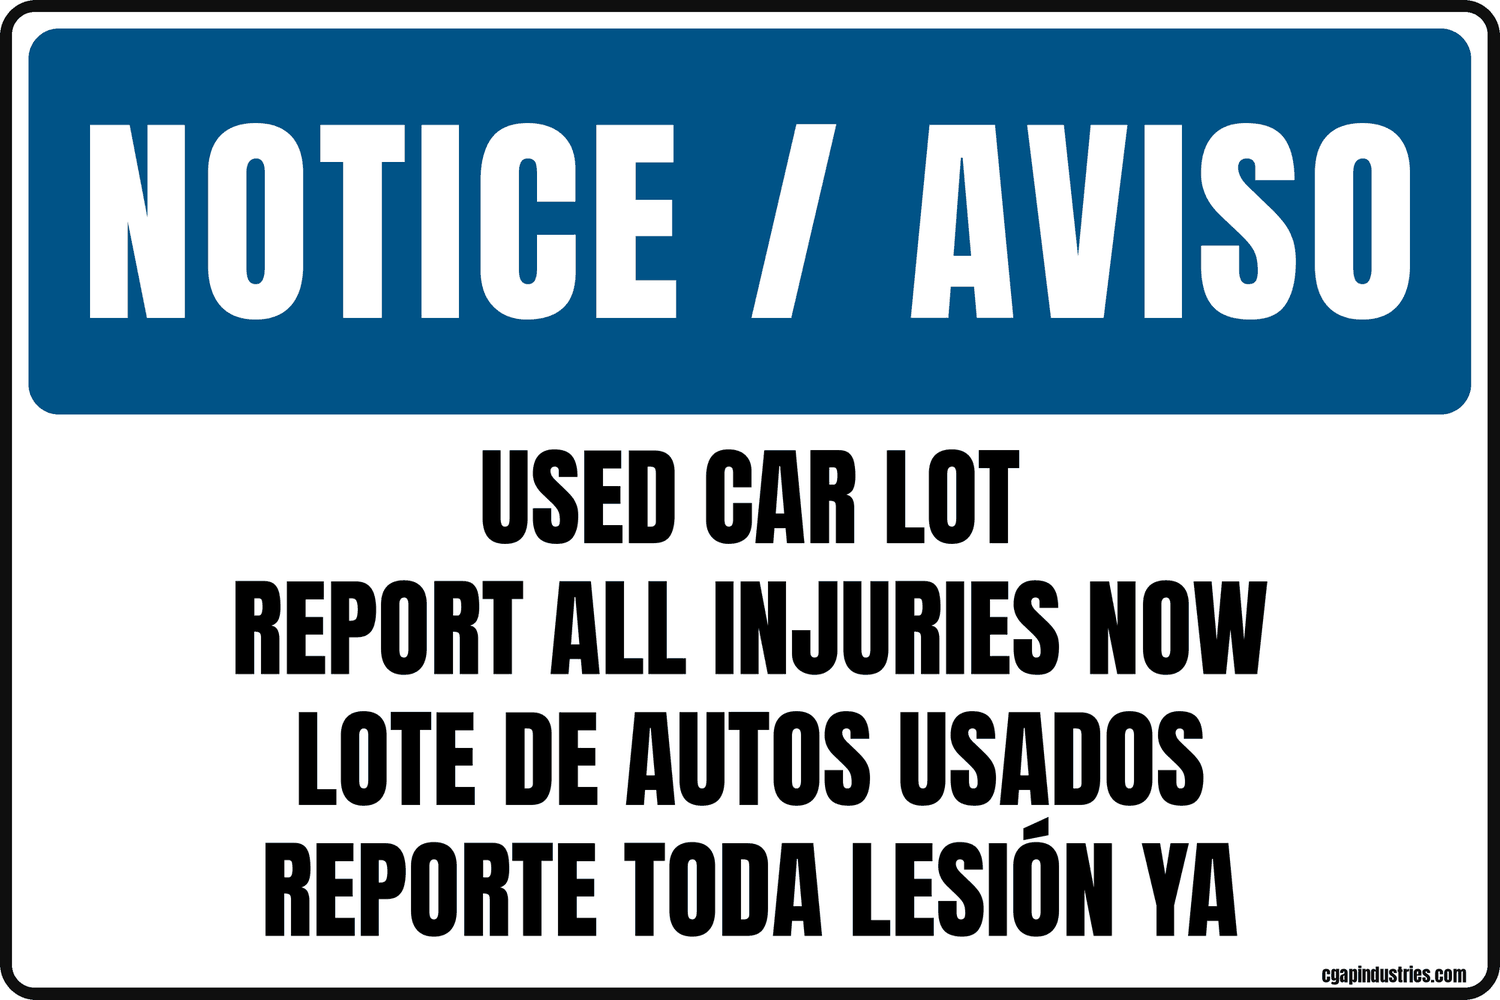 NOTICE / AVISO
USED CAR LOT
REPORT ALL INJURIES NOW
LOTE DE AUTOS USADOS
REPORTE TODA LESIÓN YA
cgapindustries.com